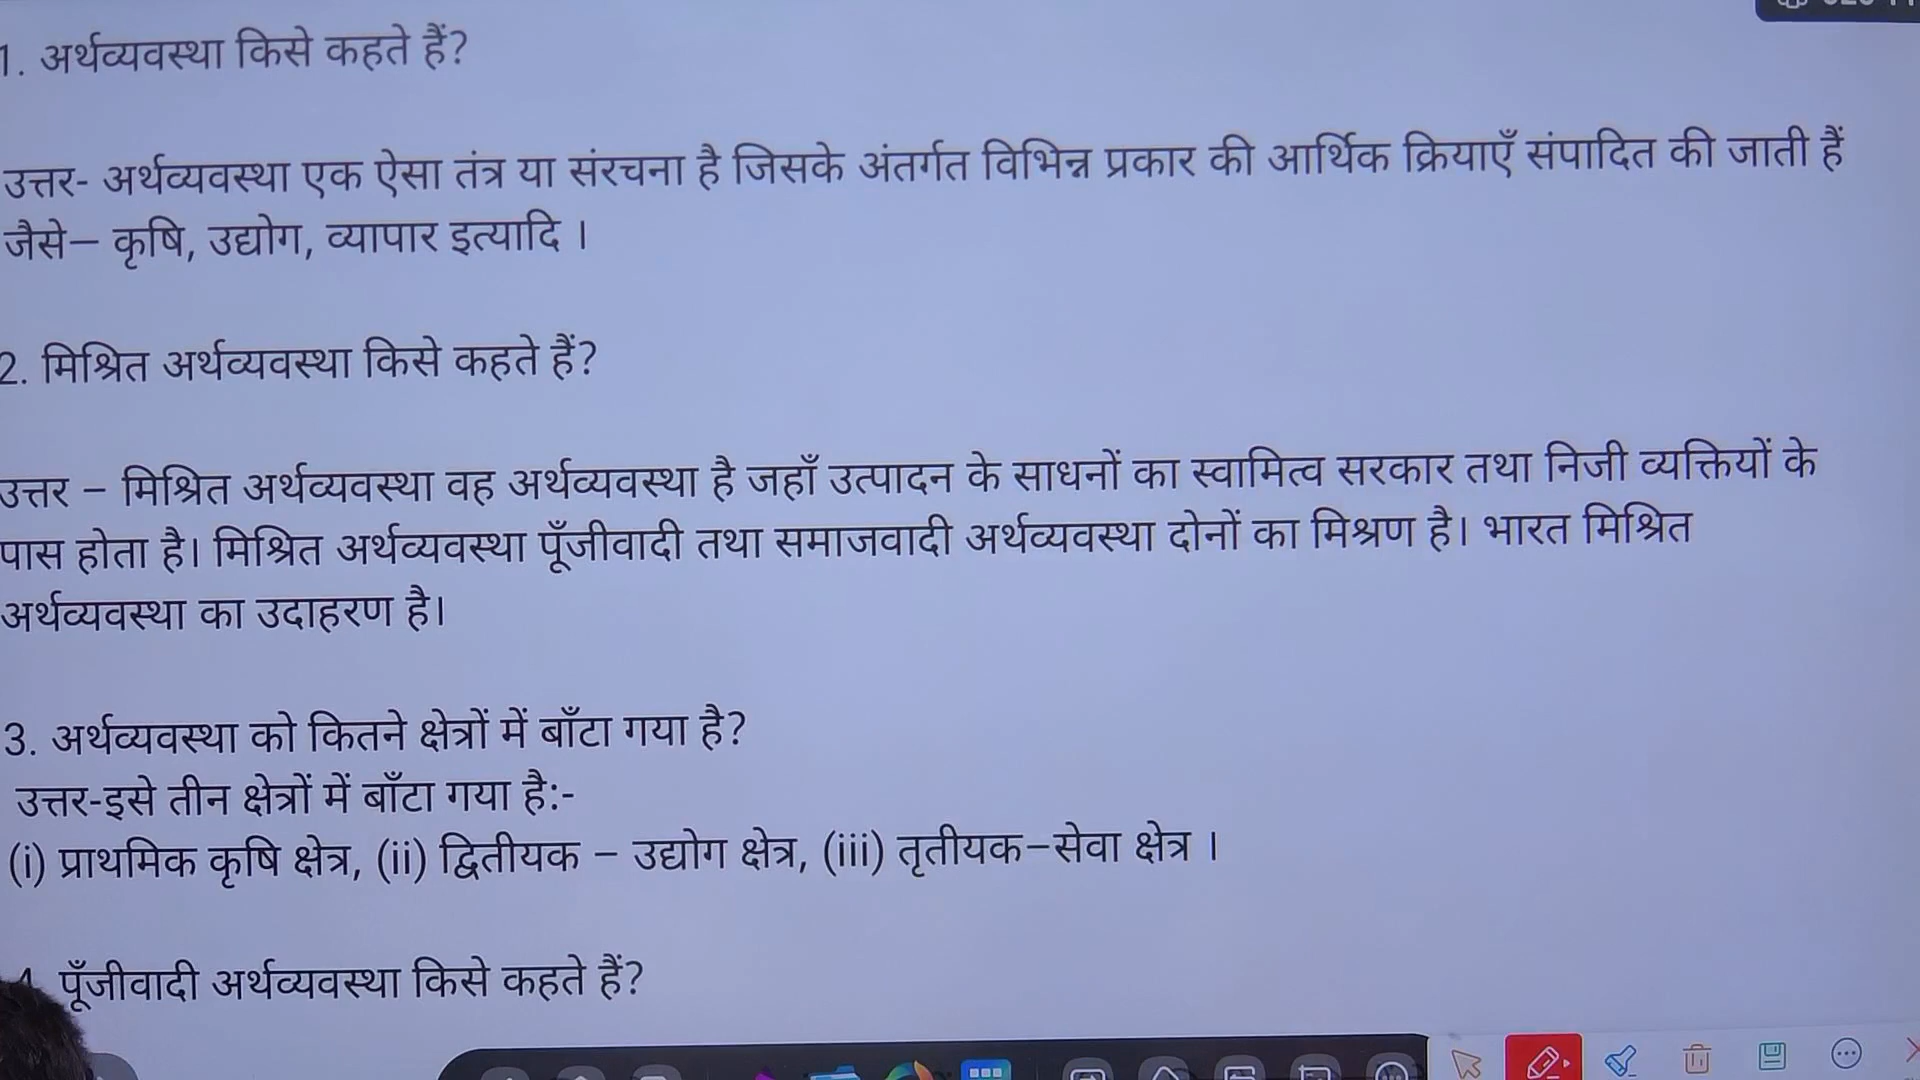 1. अर्थव्यवस्था किसे कहते हैं?
उत्तर- अर्थव्यवस्था एक ऐसा तंत्र या संरचना है जिसके अंतर्गत विभिन्न प्रकार की आर्थिक क्रियाएँ संपादित की जाती हैं
जैसे– कृषि, उद्योग, व्यापार इत्यादि ।
2. मिश्रित अर्थव्यवस्था किसे कहते हैं?
उत्तर – मिश्रित अर्थव्यवस्था वह अर्थव्यवस्था है जहाँ उत्पादन के साधनों का स्वामित्व सरकार तथा निजी व्यक्तियों के
पास होता है। मिश्रित अर्थव्यवस्था पूँजीवादी तथा समाजवादी अर्थव्यवस्था दोनों का मिश्रण है। भारत मिश्रित
अर्थव्यवस्था का उदाहरण है।
3. अर्थव्यवस्था को कितने क्षेत्रों में बाँटा गया है?
उत्तर-इसे तीन क्षेत्रों में बाँटा गया है:-
(i) प्राथमिक कृषि क्षेत्र, (ii) द्वितीयक – उद्योग क्षेत्र, (iii) तृतीयक–सेवा क्षेत्र ।
पूँजीवादी अर्थव्यवस्था किसे कहते हैं?